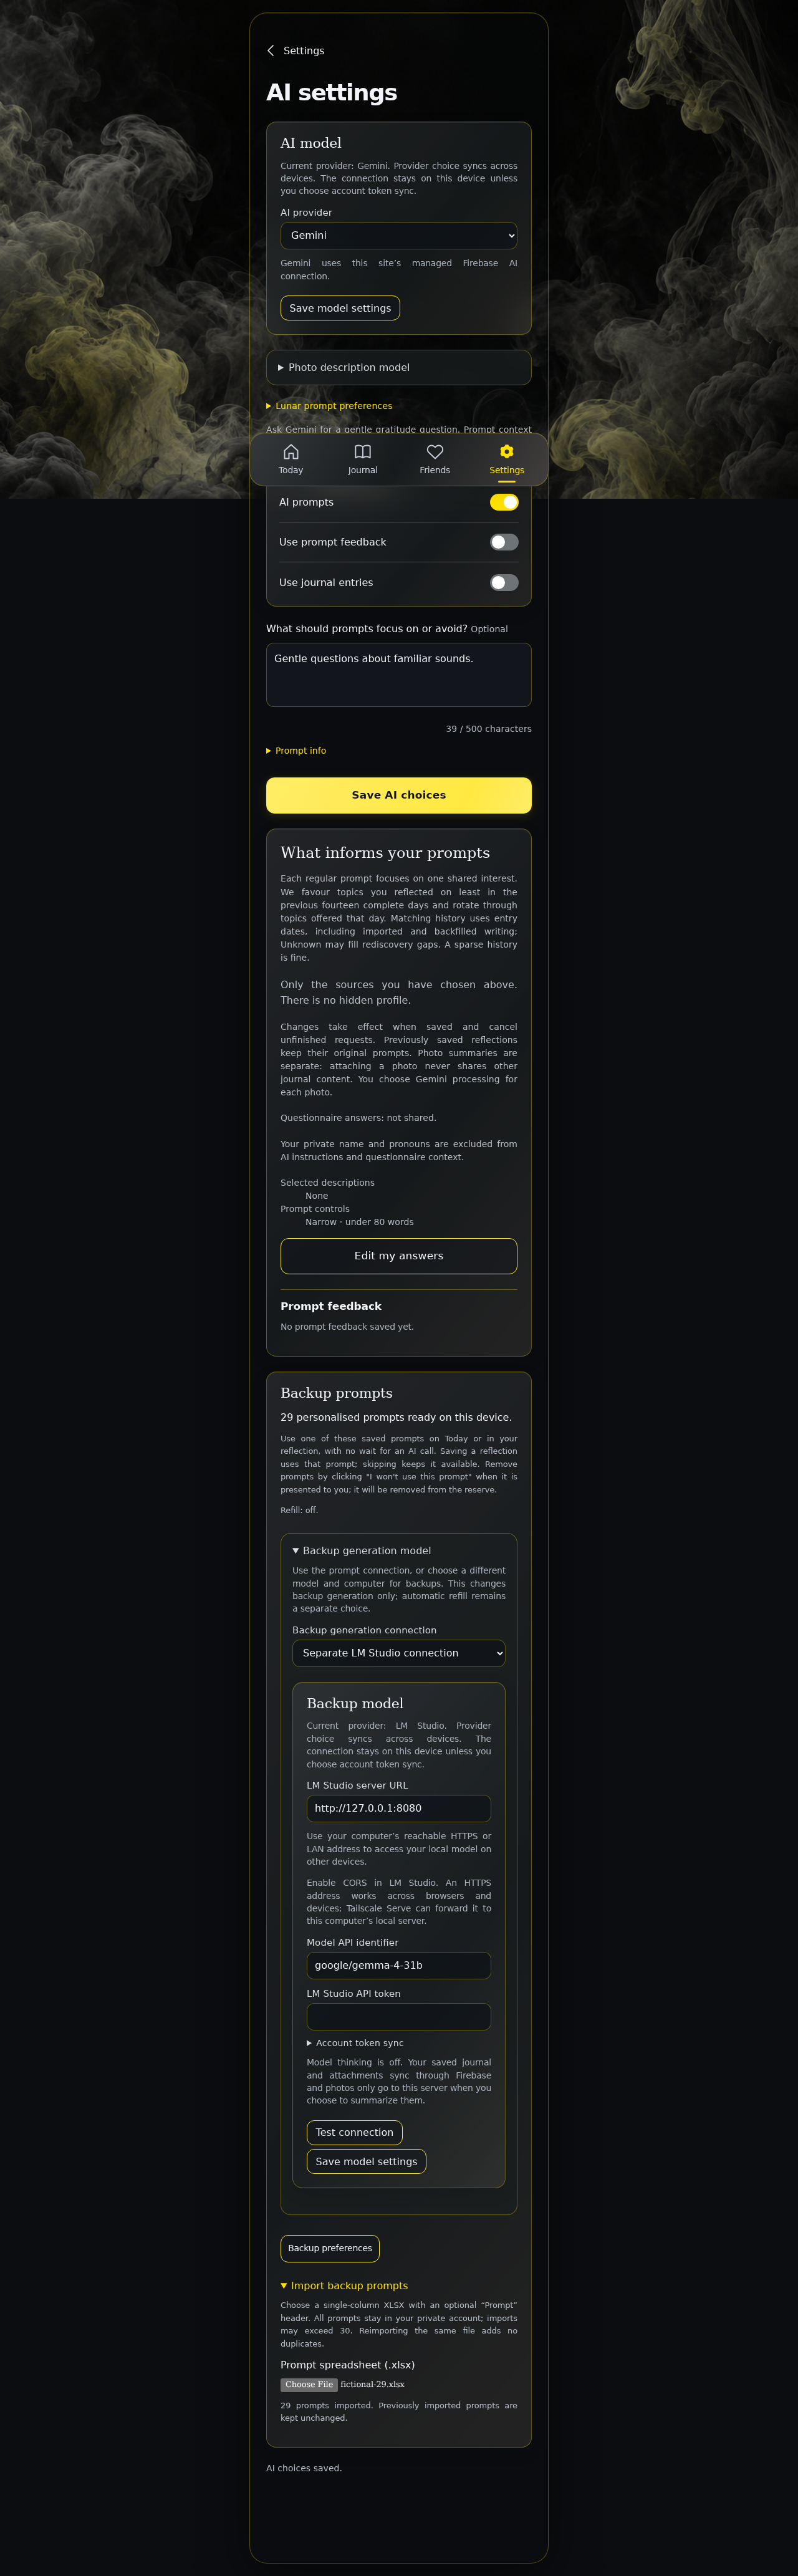 Settings
AI settings
AI model
Current provider: Gemini. Provider choice syncs across
devices. The connection stays on this device unless
you choose account token sync.
AI provider
Gemini
Gemini uses this site’s managed Firebase AI
connection.
Save model settings
Photo description model
Lunar prompt preferences
Ask Gemini for a gentle gratitude question. Prompt context
Today
Journal
Friends
Settings
AI prompts
Use prompt feedback
Use journal entries
What should prompts focus on or avoid? Optional
Gentle questions about familiar sounds.
39 / 500 characters
Prompt info
Save AI choices
What informs your prompts
Each regular prompt focuses on one shared interest.
We favour topics you reflected on least in the
previous fourteen complete days and rotate through
topics offered that day. Matching history uses entry
dates, including imported and backfilled writing;
Unknown may fill rediscovery gaps. A sparse history
is fine.
Only the sources you have chosen above.
There is no hidden profile.
Changes take effect when saved and cancel
unfinished requests. Previously saved reflections
keep their original prompts. Photo summaries are
separate: attaching a photo never shares other
journal content. You choose Gemini processing for
each photo.
Questionnaire answers: not shared.
Your private name and pronouns are excluded from
AI instructions and questionnaire context.
Selected descriptions
None
Prompt controls
Narrow · under 80 words
Edit my answers
Prompt feedback
No prompt feedback saved yet.
Backup prompts
29 personalised prompts ready on this device.
Use one of these saved prompts on Today or in your
reflection, with no wait for an AI call. Saving a reflection
uses that prompt; skipping keeps it available. Remove
prompts by clicking "I won't use this prompt" when it is
presented to you; it will be removed from the reserve.
Refill: off.
Backup generation model
Use the prompt connection, or choose a different
model and computer for backups. This changes
backup generation only; automatic refill remains
a separate choice.
Backup generation connection
Separate LM Studio connection
Backup model
Current provider: LM Studio. Provider
choice syncs across devices. The
connection stays on this device unless you
choose account token sync.
LM Studio server URL
http://127.0.0.1:8080
Use your computer’s reachable HTTPS or
LAN address to access your local model on
other devices.
Enable CORS in LM Studio. An HTTPS
address works across browsers and
devices; Tailscale Serve can forward it to
this computer’s local server.
Model API identifier
google/gemma-4-31b
LM Studio API token
Account token sync
Model thinking is off. Your saved journal
and attachments sync through Firebase
and photos only go to this server when you
choose to summarize them.
Test connection
Save model settings
Backup preferences
Import backup prompts
Choose a single-column XLSX with an optional “Prompt”
header. All prompts stay in your private account; imports
may exceed 30. Reimporting the same file adds no
duplicates.
Prompt spreadsheet (.xlsx)
Choose File fictional-29.xlsx
29 prompts imported. Previously imported prompts are
kept unchanged.
AI choices saved.